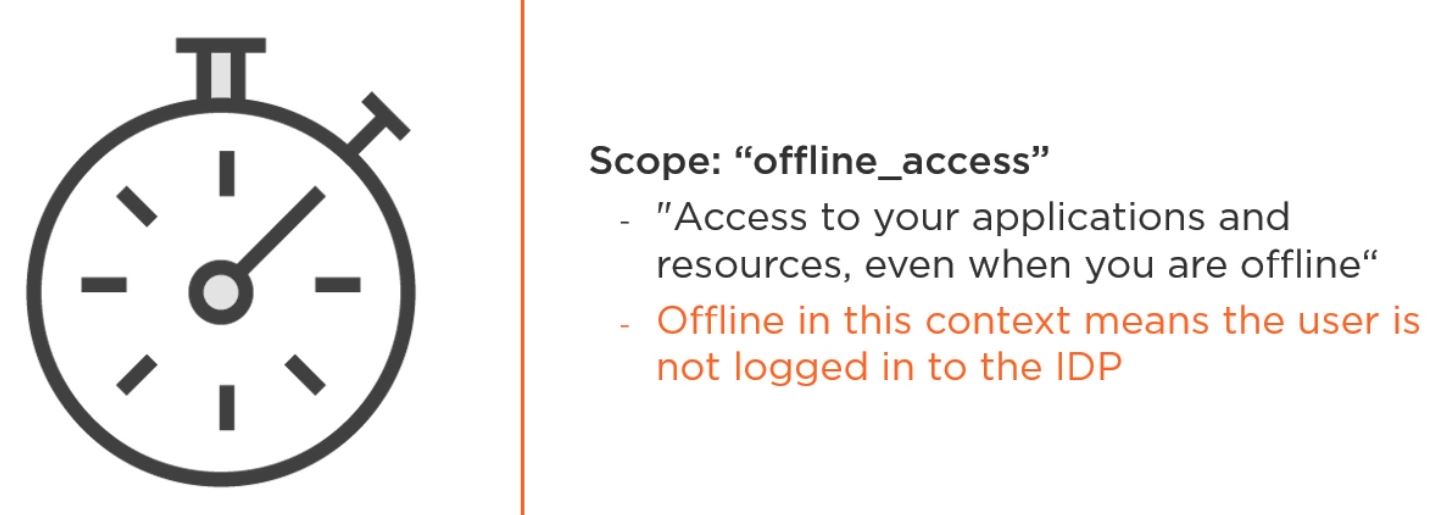 Scope: “offline_access”
- "Access to your applications and
resources, even when you are offline“
- Offline in this context means the user is
not logged in to the IDP